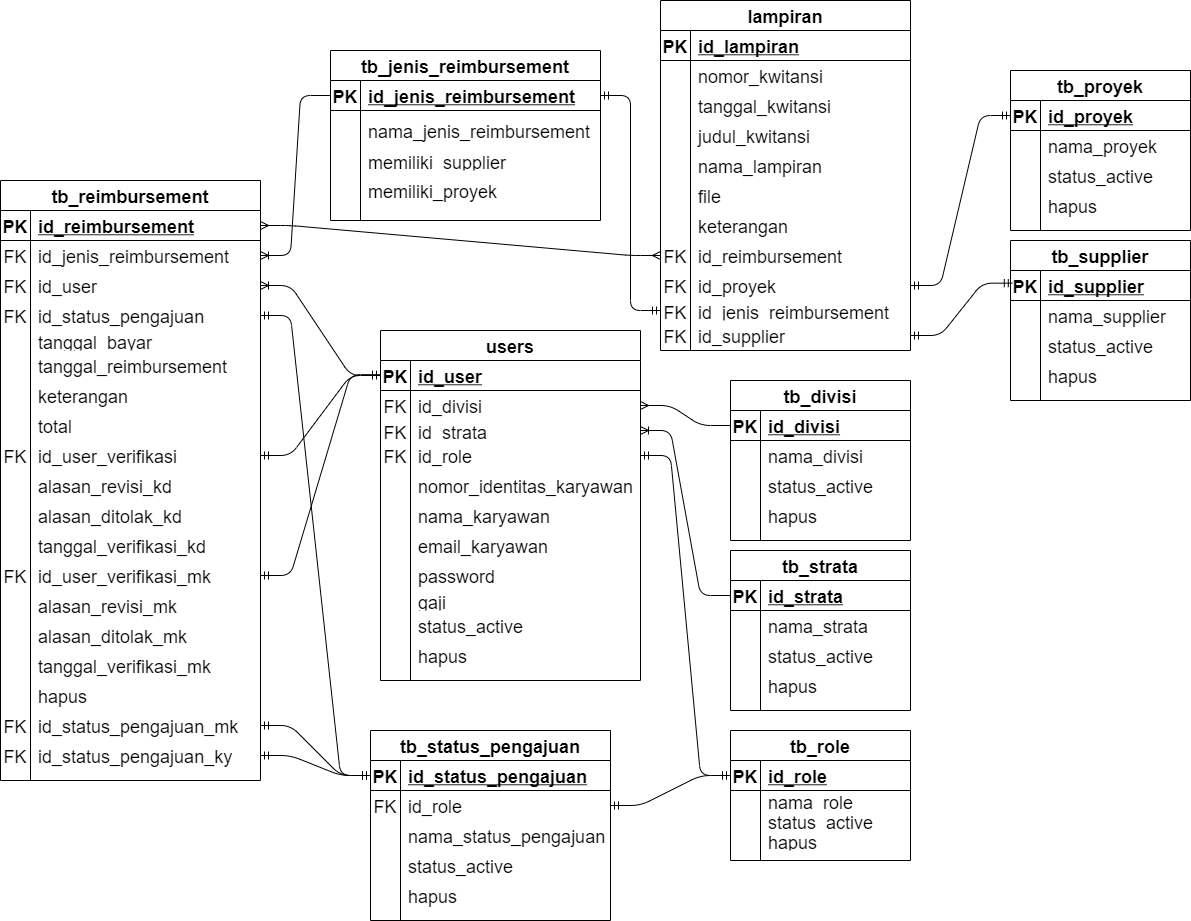 lampiran
PK id_lampiran
nomor_kwitansi
tanggal_kwitansi
judul_kwitansi
nama_lampiran
file
keterangan
FK id_reimbursement
FK id_proyek
FK id_jenis_reimbursement
FK id_supplier
tb_jenis_reimbursement
PK id_jenis_reimbursement
nama_jenis_reimbursement
memiliki_supplier
memiliki_proyek
tb_proyek
PK id_proyek
nama_proyek
status_active
hapus
tb_reimbursement
PK id_reimbursement
FK id_jenis_reimbursement
FK id_user
FK id_status_pengajuan
tanggal_bayar
tanggal_reimbursement
keterangan
total
FK id_user_verifikasi
alasan_revisi_kd
alasan_ditolak_kd
tanggal_verifikasi_kd
FK id_user_verifikasi_mk
alasan_revisi_mk
alasan_ditolak_mk
tanggal_verifikasi_mk
hapus
FK id_status_pengajuan_mk
FK id_status_pengajuan_ky
tb_supplier
PK id_supplier
nama_supplier
status_active
hapus
users
PK id_user
FK id_divisi
FK id_strata
FK id_role
nomor_identitas_karyawan
nama_karyawan
email_karyawan
password
gaji
status_active
hapus
tb_divisi
PK id_divisi
nama_divisi
status_active
hapus
tb_strata
PK id_strata
nama_strata
status_active
hapus
tb_status_pengajuan
PK id_status_pengajuan
FK id_role
nama_status_pengajuan
status_active
hapus
tb_role
PK id_role
nama_role
status_active
hapus